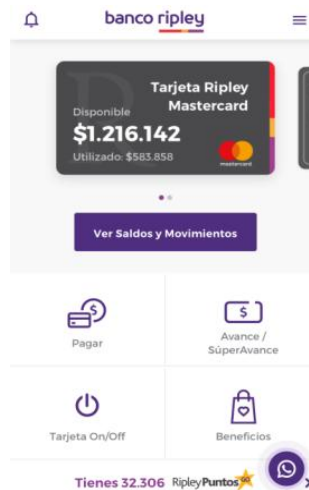 banco ripley
Tarjeta Ripley
Mastercard
Disponible
$1.216.142
Utilizado: $583.858
mastercard
Ver Saldos y Movimientos
Pagar
Avance /
SúperAvance
Tarjeta On/Off
Beneficios
Tienes 32.306 RipleyPuntos GO